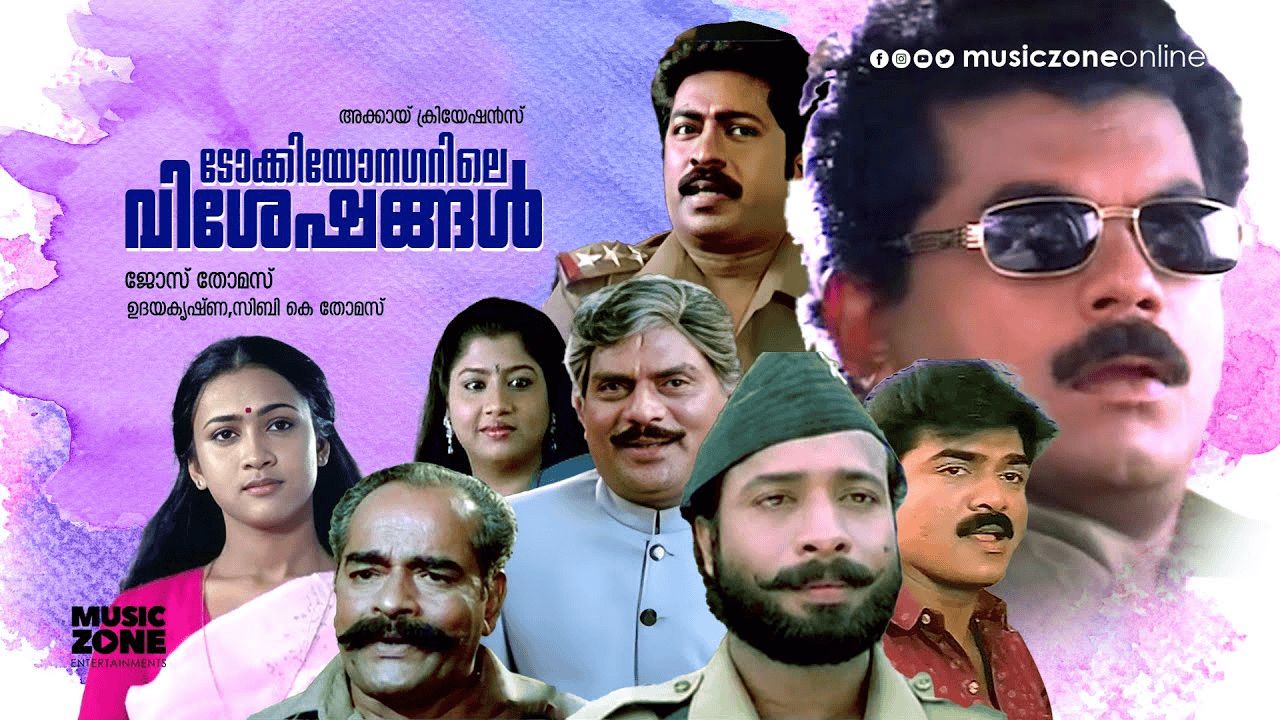 musiczoneonline
അക്കായ് ക്രിയേഷൻസ്
ടോക്കിയോനഗറിലെ
വിശേഷങ്ങൾ
ജോസ് തോമസ്
ഉദയകൃഷ്ണ,സിബി കെ തോമസ്
MUSIC
ZONE
ENTERTAINMENTS